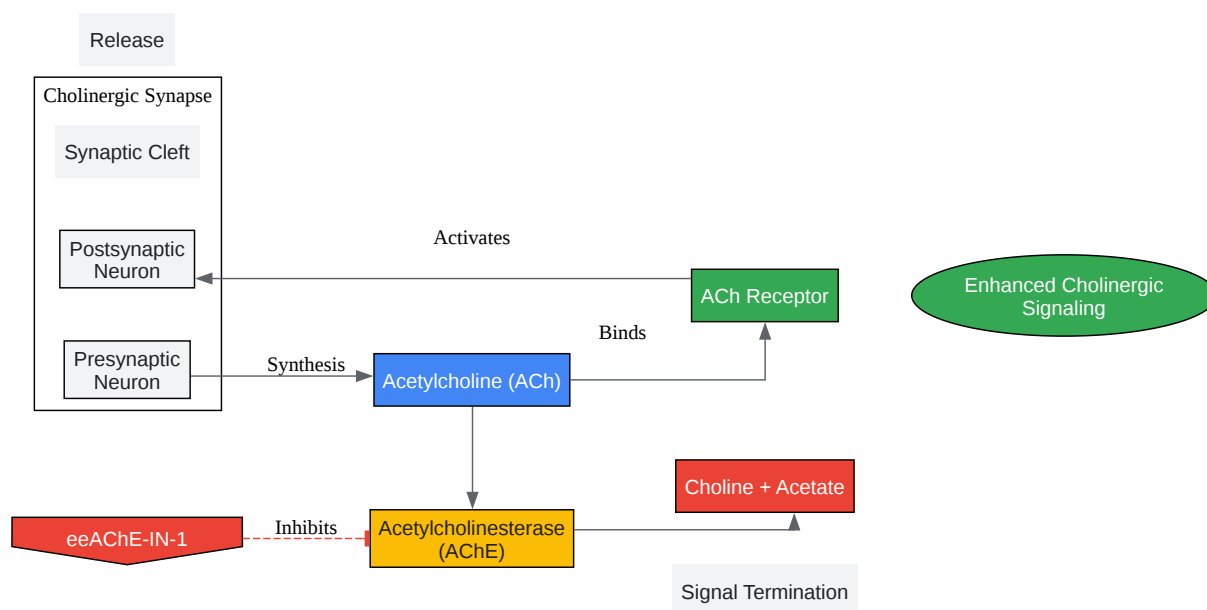 Release
Cholinergic Synapse
Synaptic Cleft
Postsynaptic
Neuron
Activates
ACh Receptor
Enhanced Cholinergic
Signaling
Binds
Presynaptic
Neuron
Synthesis
Acetylcholine (ACh)
Choline + Acetate
eeAChE-IN-1
Inhibits
Acetylcholinesterase
(AChE)
Signal Termination